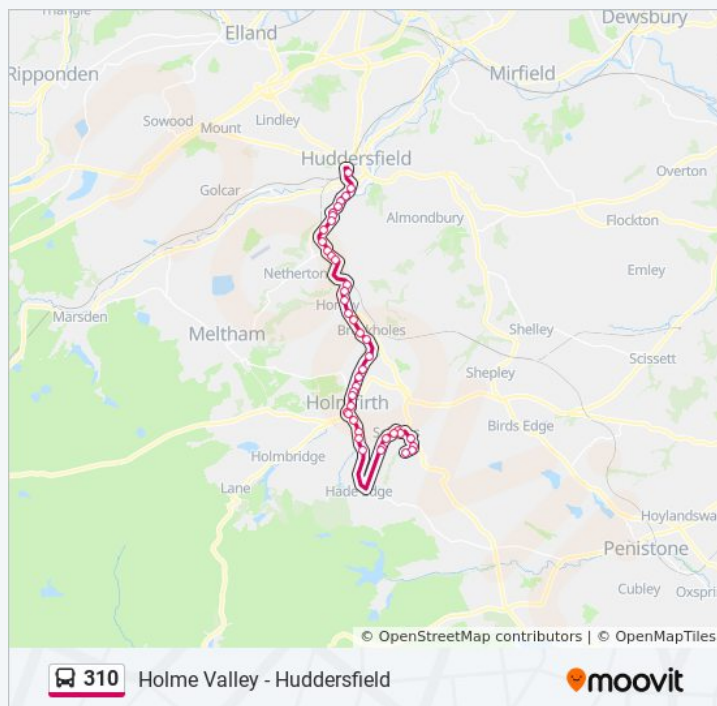 Triangle
Elland
Dewsbury
Ripponden
Mirfield
Sowood
Mount
Lindley
Huddersfield
Overton
Golcar
Almondbury
Flockton
Netherton
Emley
Marsden
Meltham
Shelley
Scissett
Shepley
Holmfirth
Birds Edge
Holmbridge
Lane
Hade Edge
Hoylandswa
Penistone
Cubley
Oxspri
© OpenStreetMap contributors | © OpenMapTiles
310 Holme Valley - Huddersfield
moovit